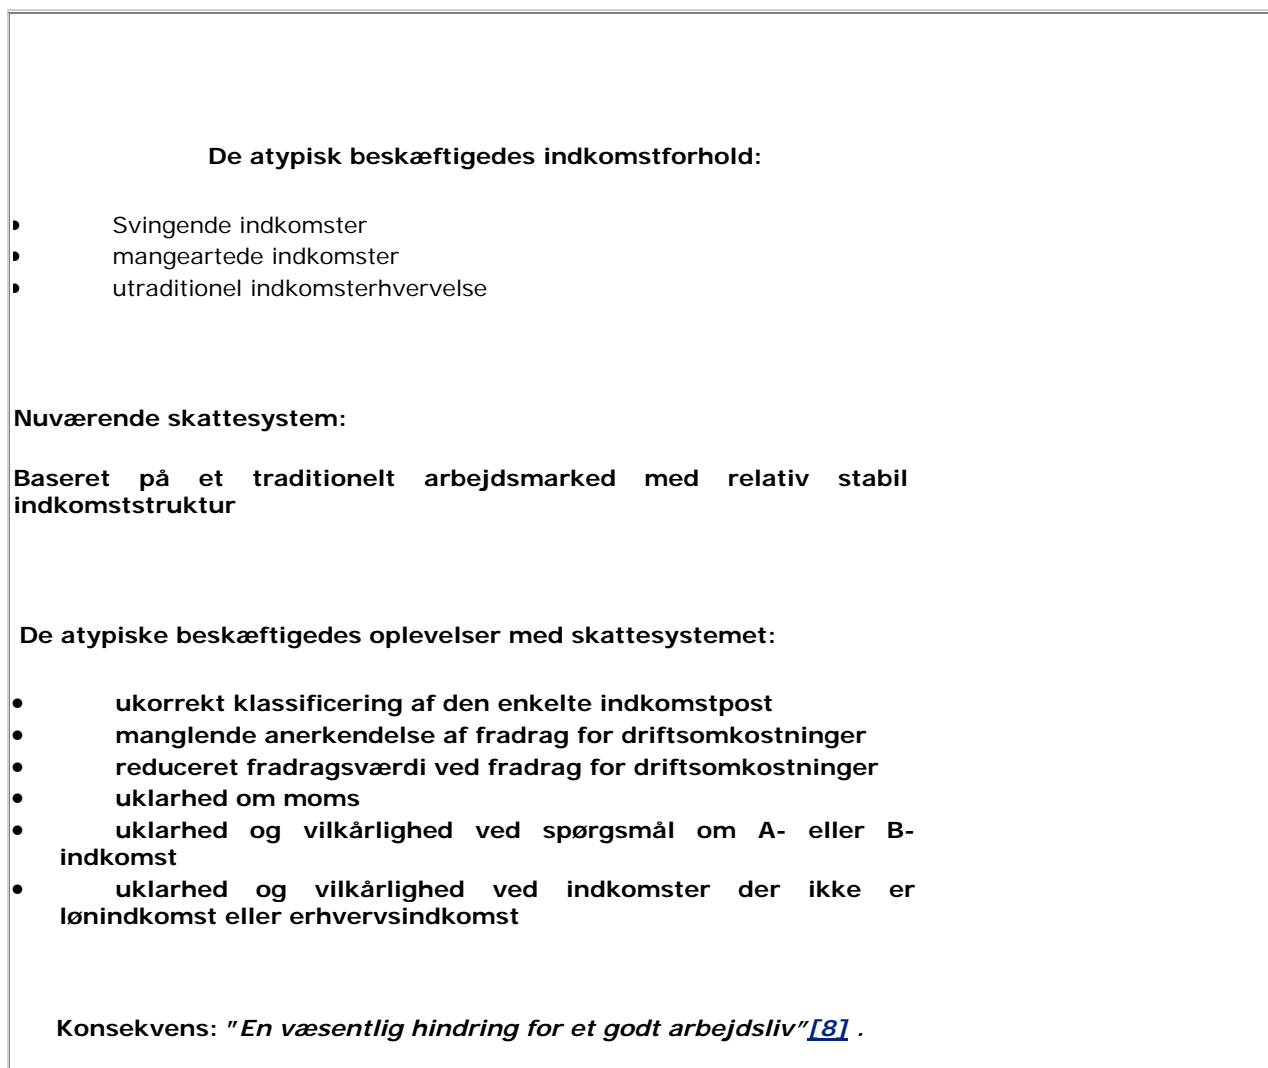 De atypisk beskæftigedes indkomstforhold:
• Svingende indkomster
• mangeartede indkomster
• utraditionel indkomsterhvervelse
Nuværende skattesystem:
Baseret på et traditionelt arbejdsmarked med relativ stabil
indkomststruktur
De atypiske beskæftigedes oplevelser med skattesystemet:
• ukorrekt klassificering af den enkelte indkomstpost
• manglende anerkendelse af fradrag for driftsomkostninger
• reduceret fradragsværdi ved fradrag for driftsomkostninger
• uklarhed om moms
• uklarhed og vilkårlighed ved spørgsmål om A- eller B-
indkomst
• uklarhed og vilkårlighed ved indkomster der ikke er
lønindkomst eller erhvervsindkomst
Konsekvens: "En væsentlig hindring for et godt arbejdsliv"[8] .